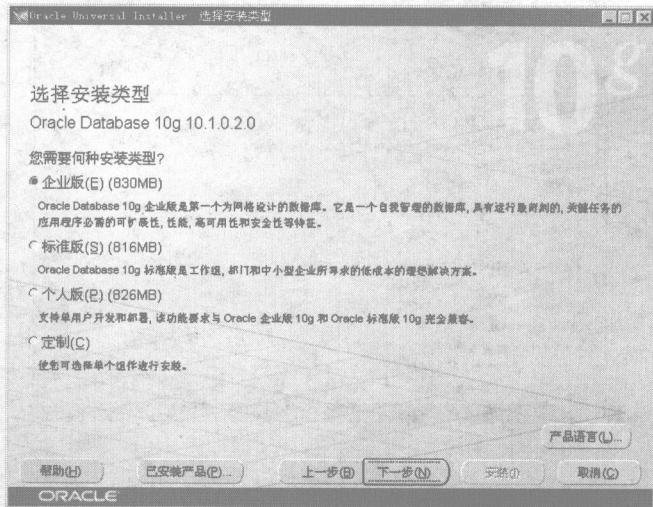 Oracle Universal Installer 选择安装类型
10g
选择安装类型
Oracle Database 10g 10.1.0.2.0
您需要何种安装类型?
企业版(E) (830MB)
Oracle Database 10g 企业版是第一个为网格设计的数据库。它是一个自我管理的数据库, 具有运行最苛刻的, 关键任务的
应用程序必需的可扩展性, 性能, 高可用性和安全性等特征。
标准版(S) (816MB)
Oracle Database 10g 标准版是工作组, 部门和中小型企业所寻求的低成本的理想解决方案。
个人版(P) (826MB)
支持单用户开发和部署, 该功能要求与 Oracle 企业版 10g 和 Oracle 标准版 10g 完全兼容。
定制(C)
使您可选择单个组件进行安装。
产品语言(L)...
帮助(H) 已安装产品(P)... 上一步(B) 下一步(N) 安装(I) 取消(C)
ORACLE